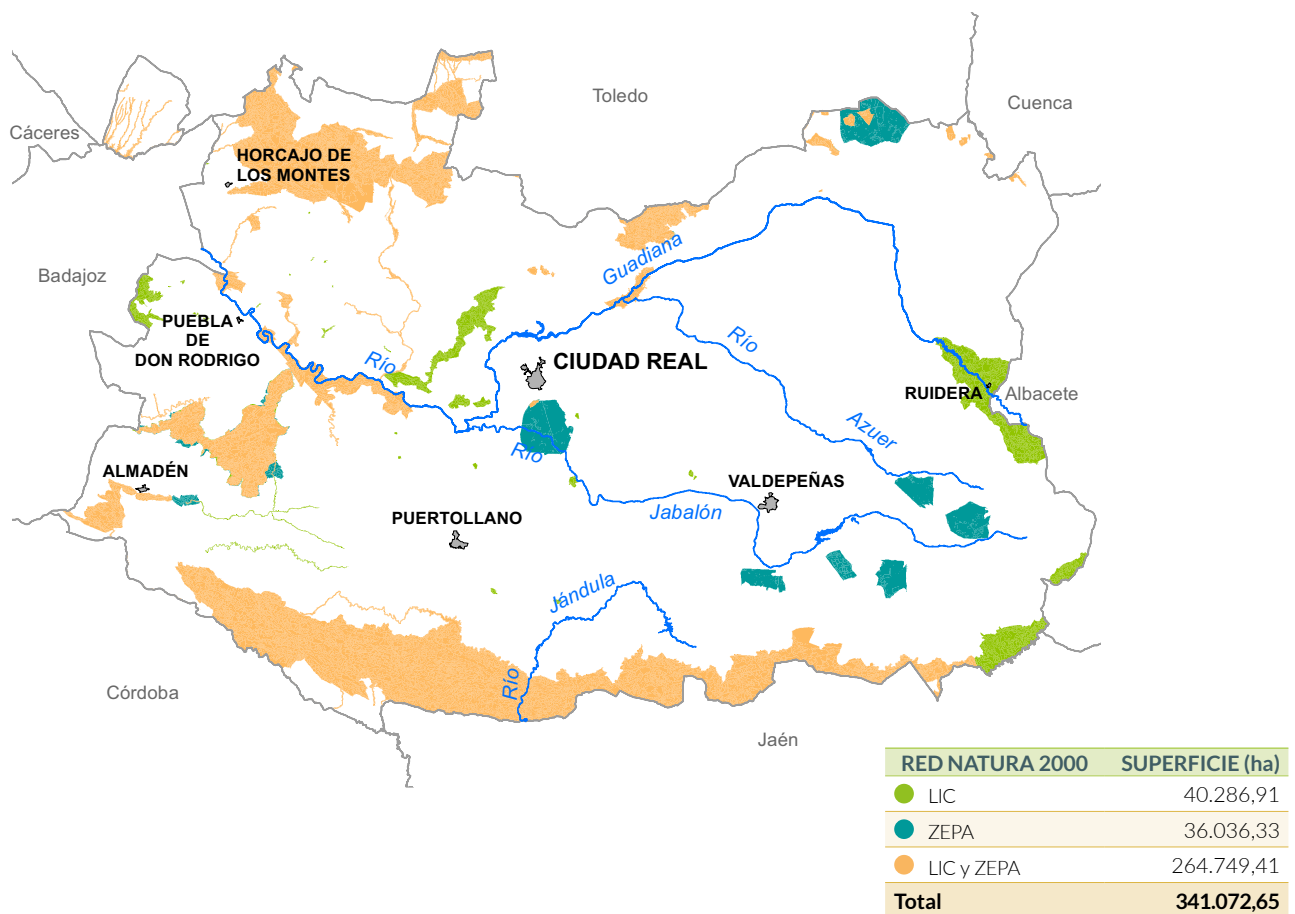 Toledo
Cuenca
Cáceres
HORCAJO DE
LOS MONTES
Guadiana
Badajoz
PUEBLA
DE
DON RODRIGO
Río
CIUDAD REAL
Río
RUIDERA
Albacete
Azuer
Río
ALMADÉN
VALDEPEÑAS
PUERTOLLANO
Jabalón
Jándula
Río
Córdoba
Jaén
RED NATURA 2000 SUPERFICIE (ha)
LIC 40.286,91
ZEPA 36.036,33
LIC y ZEPA 264.749,41
Total 341.072,65